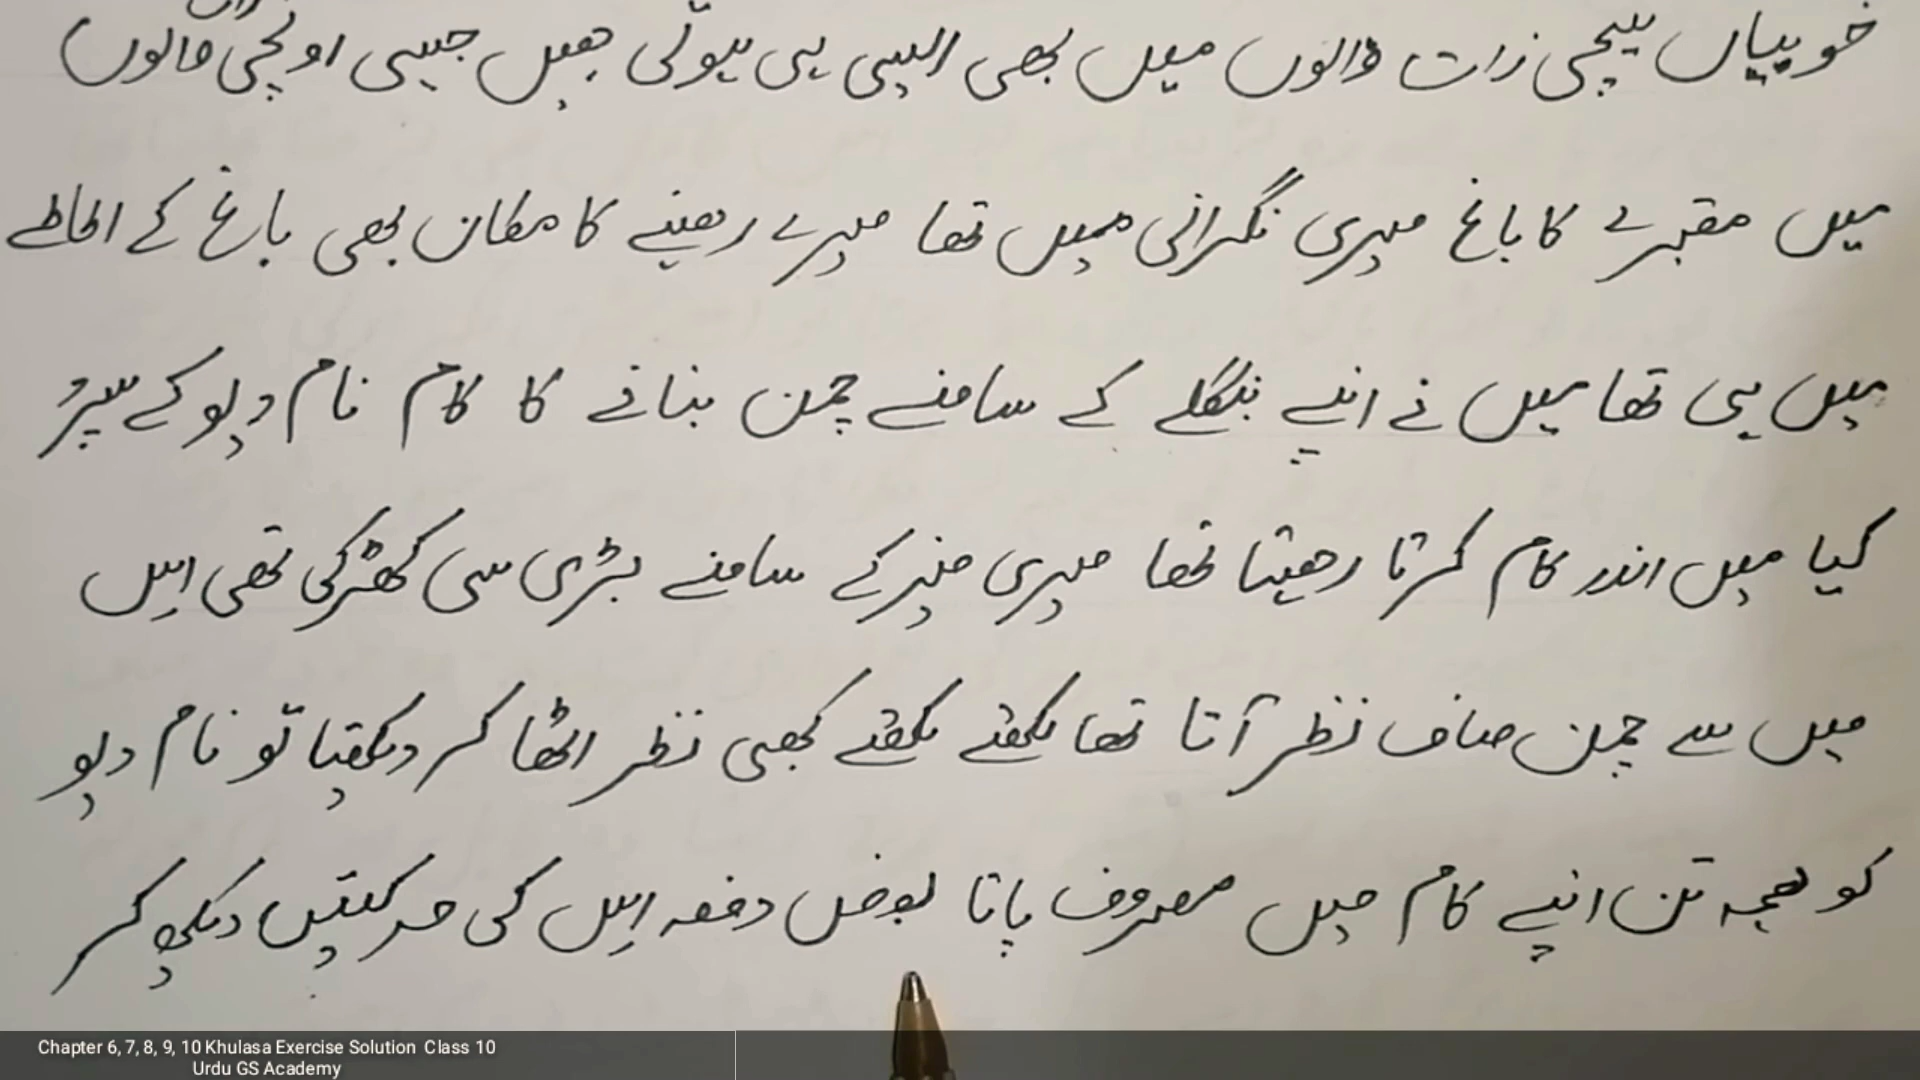 خوبیاں نیچی ذات والوں میں بھی ایسی ہی ہوتی ہیں جیسی اونچی ذاتوں
میں مقبرے کا باغ میری نگرانی میں تھا میرے رہنے کا مکان بھی باغ کے احاطے
میں ہی تھا میں نے اپنے بنگلے کے سامنے چمن بنانے کا کام نام دیو کے سپرد
کیا میں اندر کام کرتا رھتا تھا میری میز کے سامنے بڑی سی کھڑکی تھی اس
میں سے چمن صاف نظر آتا تھا لکھتے لکھتے کبھی نظر اٹھا کر دیکھتا تو نام دیو
کو ھمہ تن اپنے کام میں مصروف پاتا بعض دفعہ اس کی حرکتیں دیکھ کر
Chapter 6, 7, 8, 9, 10 Khulasa Exercise Solution Class 10
Urdu GS Academy